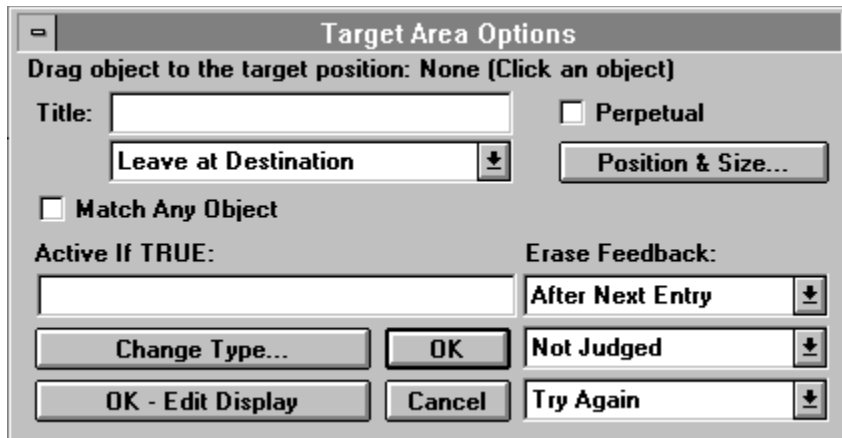 Target Area Options
Drag object to the target position: None (Click an object)
Title:
Perpetual
Leave at Destination
Position & Size...
Match Any Object
Active If TRUE:
Erase Feedback:
After Next Entry
Change Type...
OK
Not Judged
OK - Edit Display
Cancel
Try Again